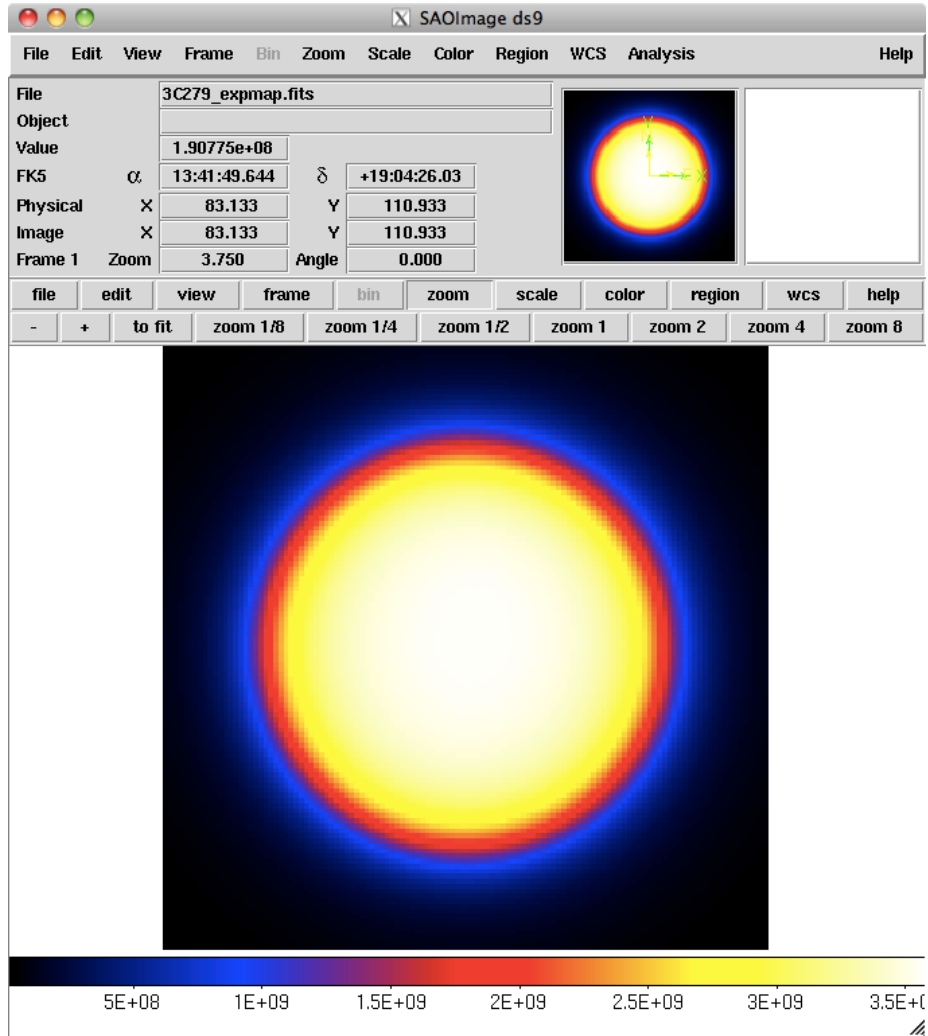 X SAOImage ds9
File Edit View Frame Bin Zoom Scale Color Region WCS Analysis Help
File 3C279_expmap.fits
Object
Value 1.90775e+08
FK5 α 13:41:49.644 δ +19:04:26.03
Physical X 83.133 Y 110.933
Image X 83.133 Y 110.933
Frame 1 Zoom 3.750 Angle 0.000
Y
X
file edit view frame bin zoom scale color region wcs help
- + to fit zoom 1/8 zoom 1/4 zoom 1/2 zoom 1 zoom 2 zoom 4 zoom 8
5E+08 1E+09 1.5E+09 2E+09 2.5E+09 3E+09 3.5E+0